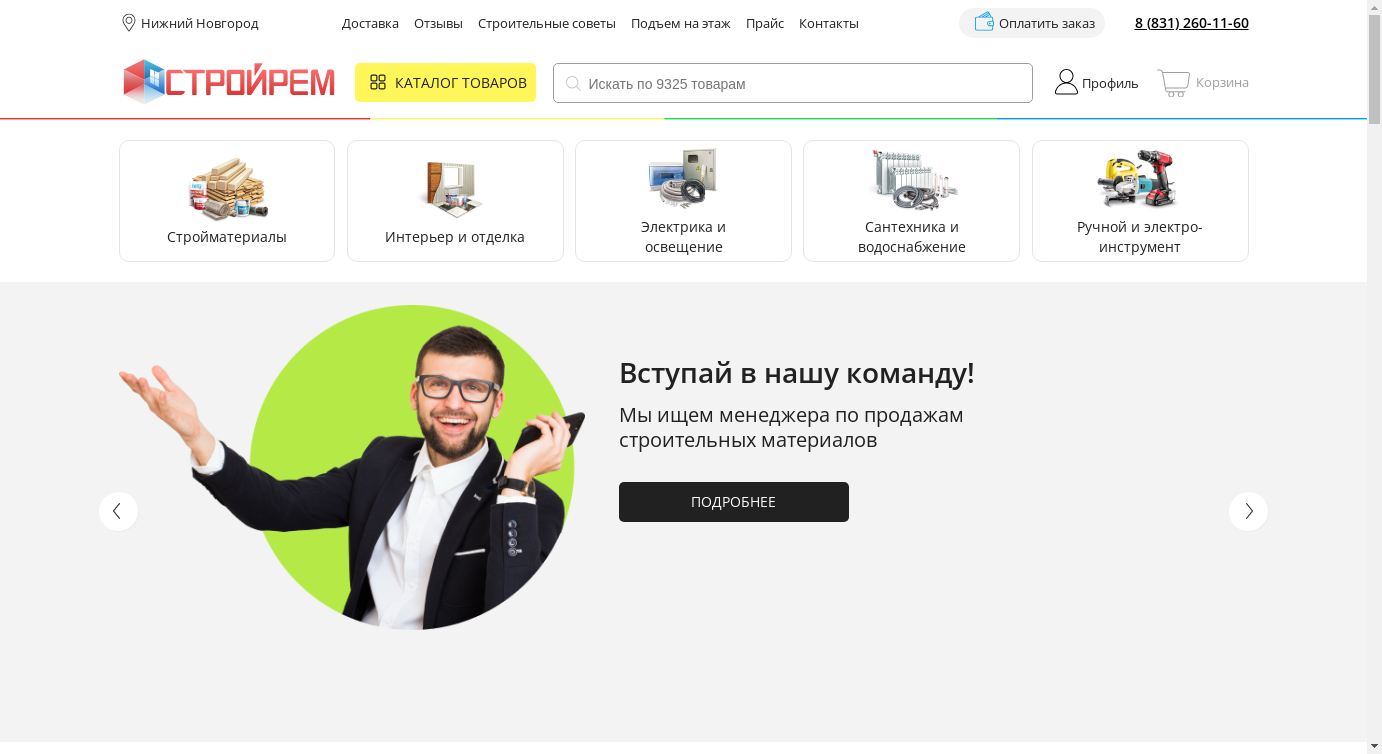 Нижний Новгород
Доставка Отзывы Строительные советы Подъем на этаж Прайс Контакты
Оплатить заказ
8 (831) 260-11-60
СТРОЙРЕМ
КАТАЛОГ ТОВАРОВ
Искать по 9325 товарам
Профиль
Корзина
Стройматериалы
Интерьер и отделка
Электрика и
освещение
Сантехника и
водоснабжение
Ручной и электро-
инструмент
Вступай в нашу команду!
Мы ищем менеджера по продажам
строительных материалов
ПОДРОБНЕЕ